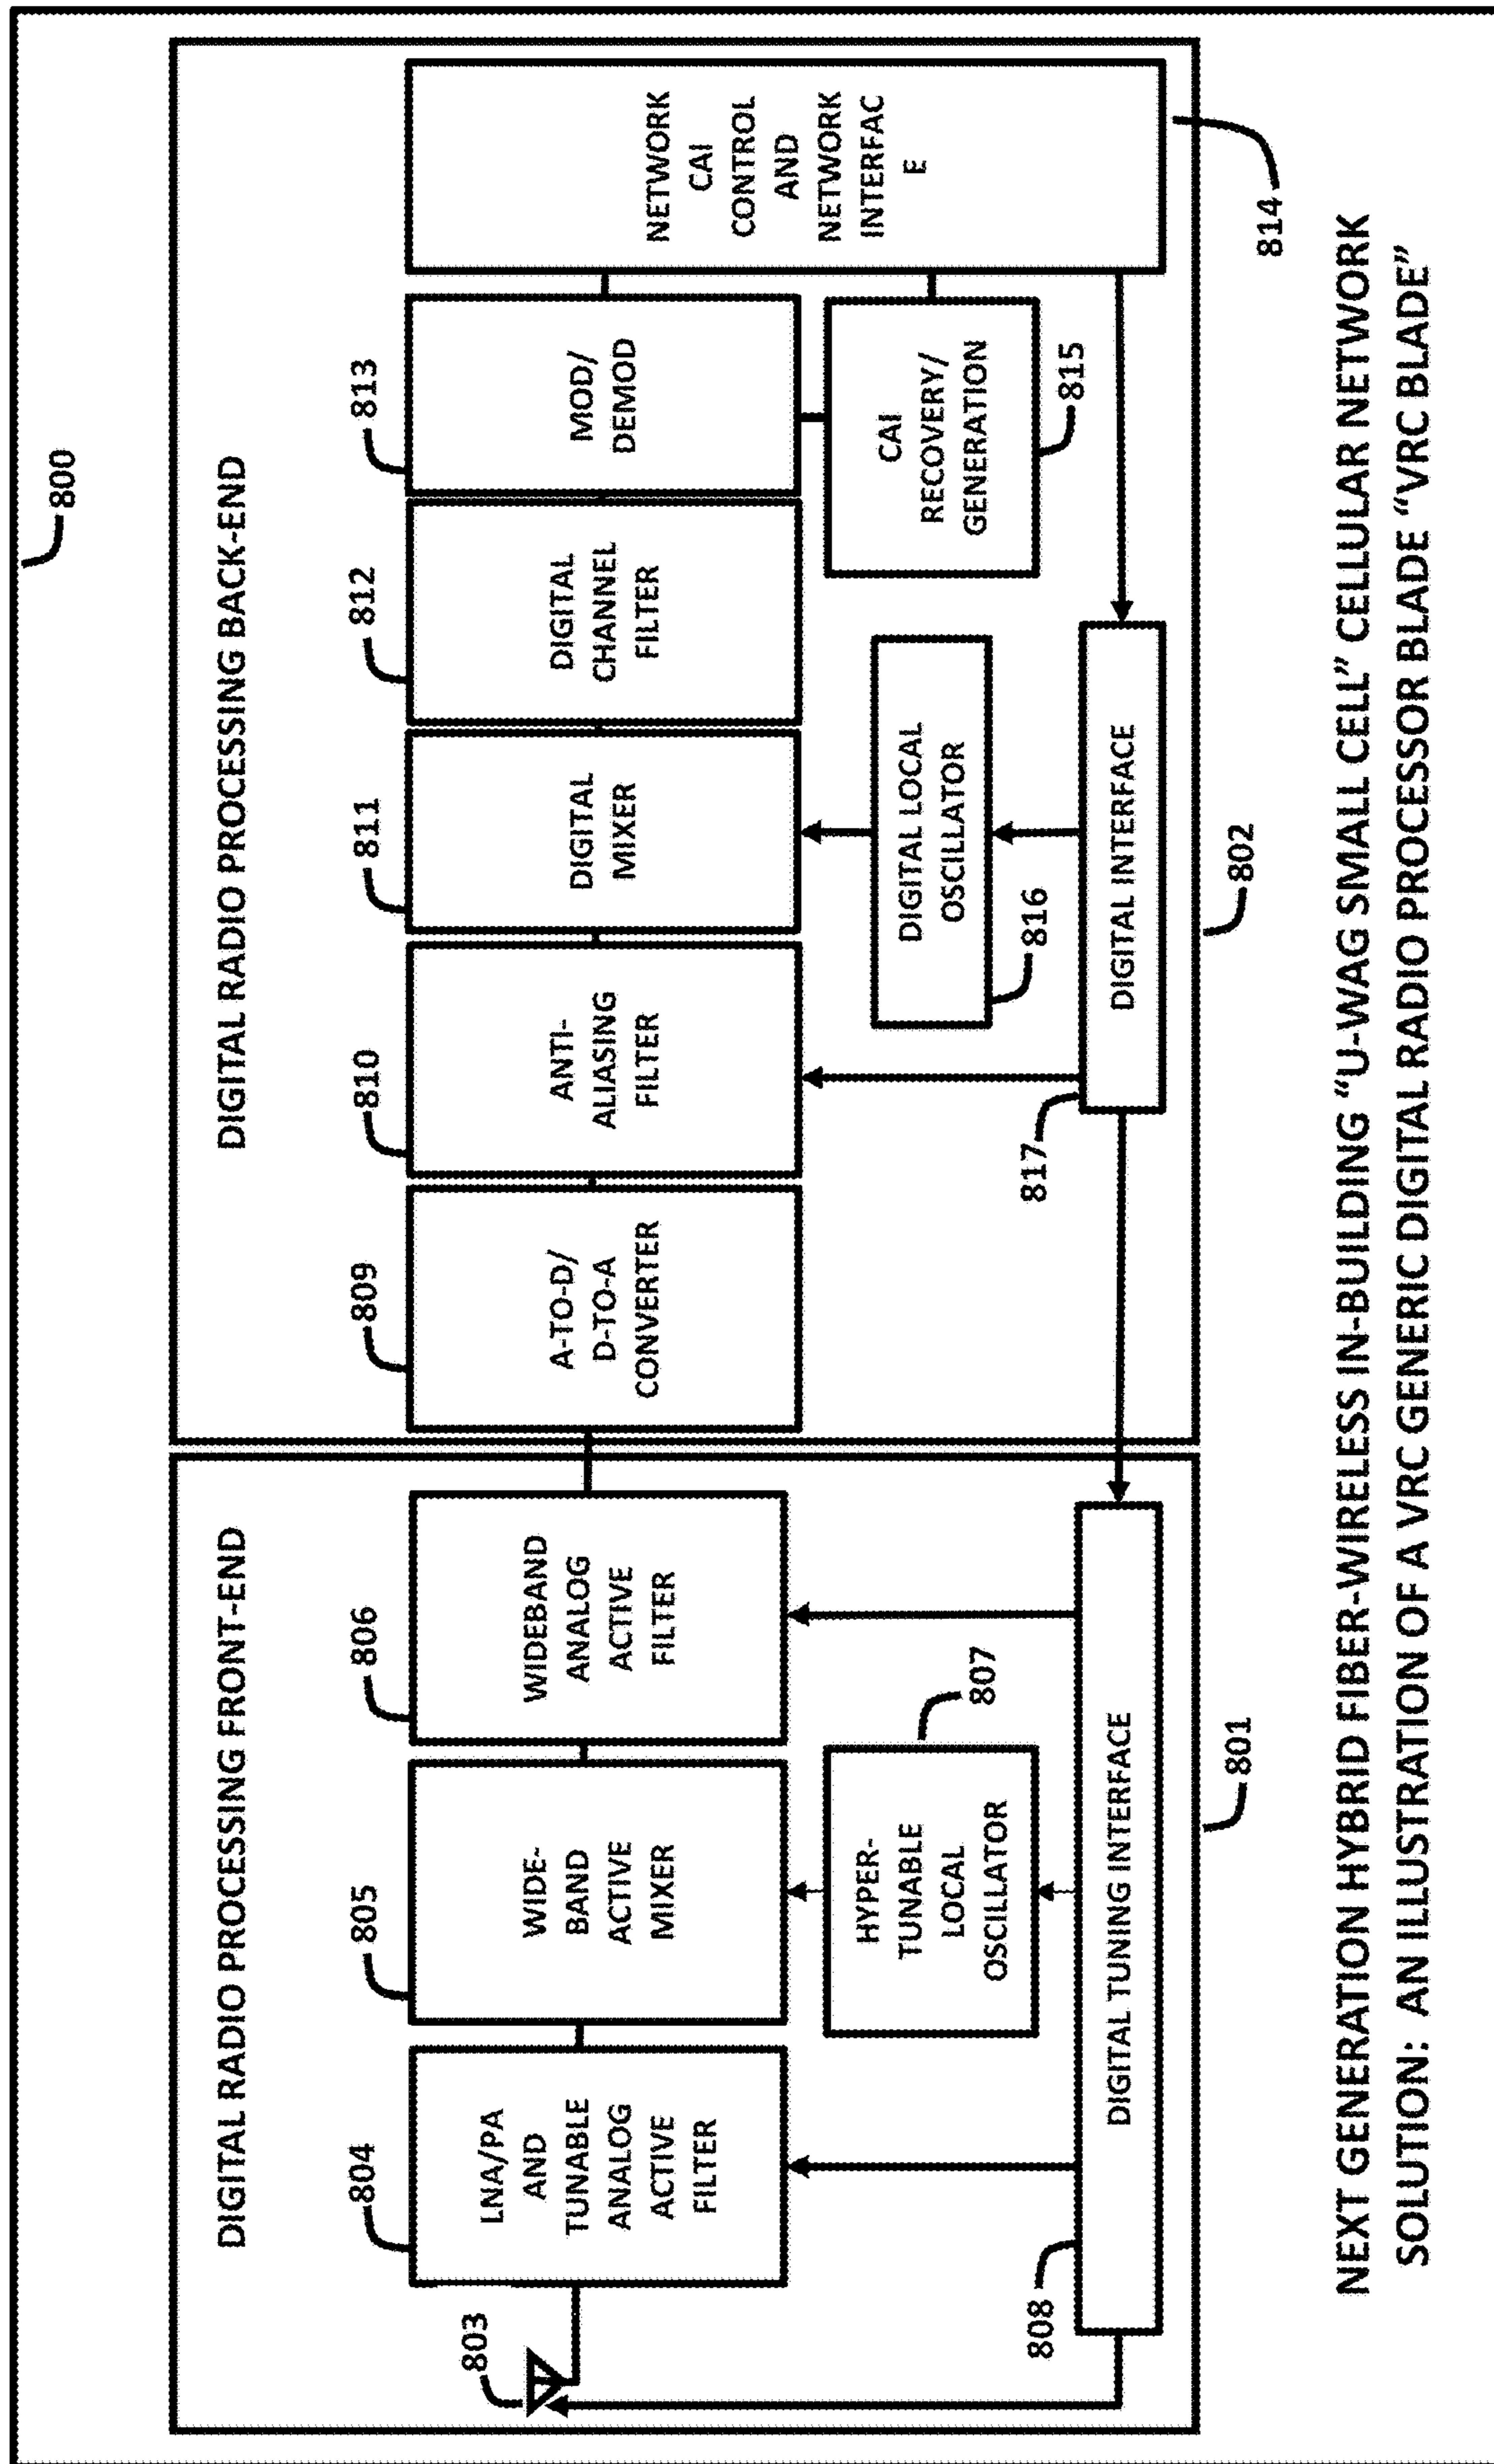 800
DIGITAL RADIO PROCESSING FRONT-END
DIGITAL RADIO PROCESSING BACK-END
803
804
LNA/PA
AND
TUNABLE
ANALOG
ACTIVE
FILTER
805
WIDE-
BAND
ACTIVE
MIXER
806
WIDEBAND
ANALOG
ACTIVE
FILTER
809
A-TO-D/
D-TO-A
CONVERTER
810
ANTI-
ALIASING
FILTER
811
DIGITAL
MIXER
812
DIGITAL
CHANNEL
FILTER
813
MOD/
DEMOD
NETWORK
CAI
CONTROL
AND
NETWORK
INTERFAC
E
HYPER-
TUNABLE
LOCAL
OSCILLATOR
807
DIGITAL LOCAL
OSCILLATOR
816
CAI
RECOVERY/
GENERATION
815
808
DIGITAL TUNING INTERFACE
817
DIGITAL INTERFACE
801
802
814
NEXT GENERATION HYBRID FIBER-WIRELESS IN-BUILDING “U-WAG SMALL CELL” CELLULAR NETWORK
SOLUTION: AN ILLUSTRATION OF A VRC GENERIC DIGITAL RADIO PROCESSOR BLADE “VRC BLADE”